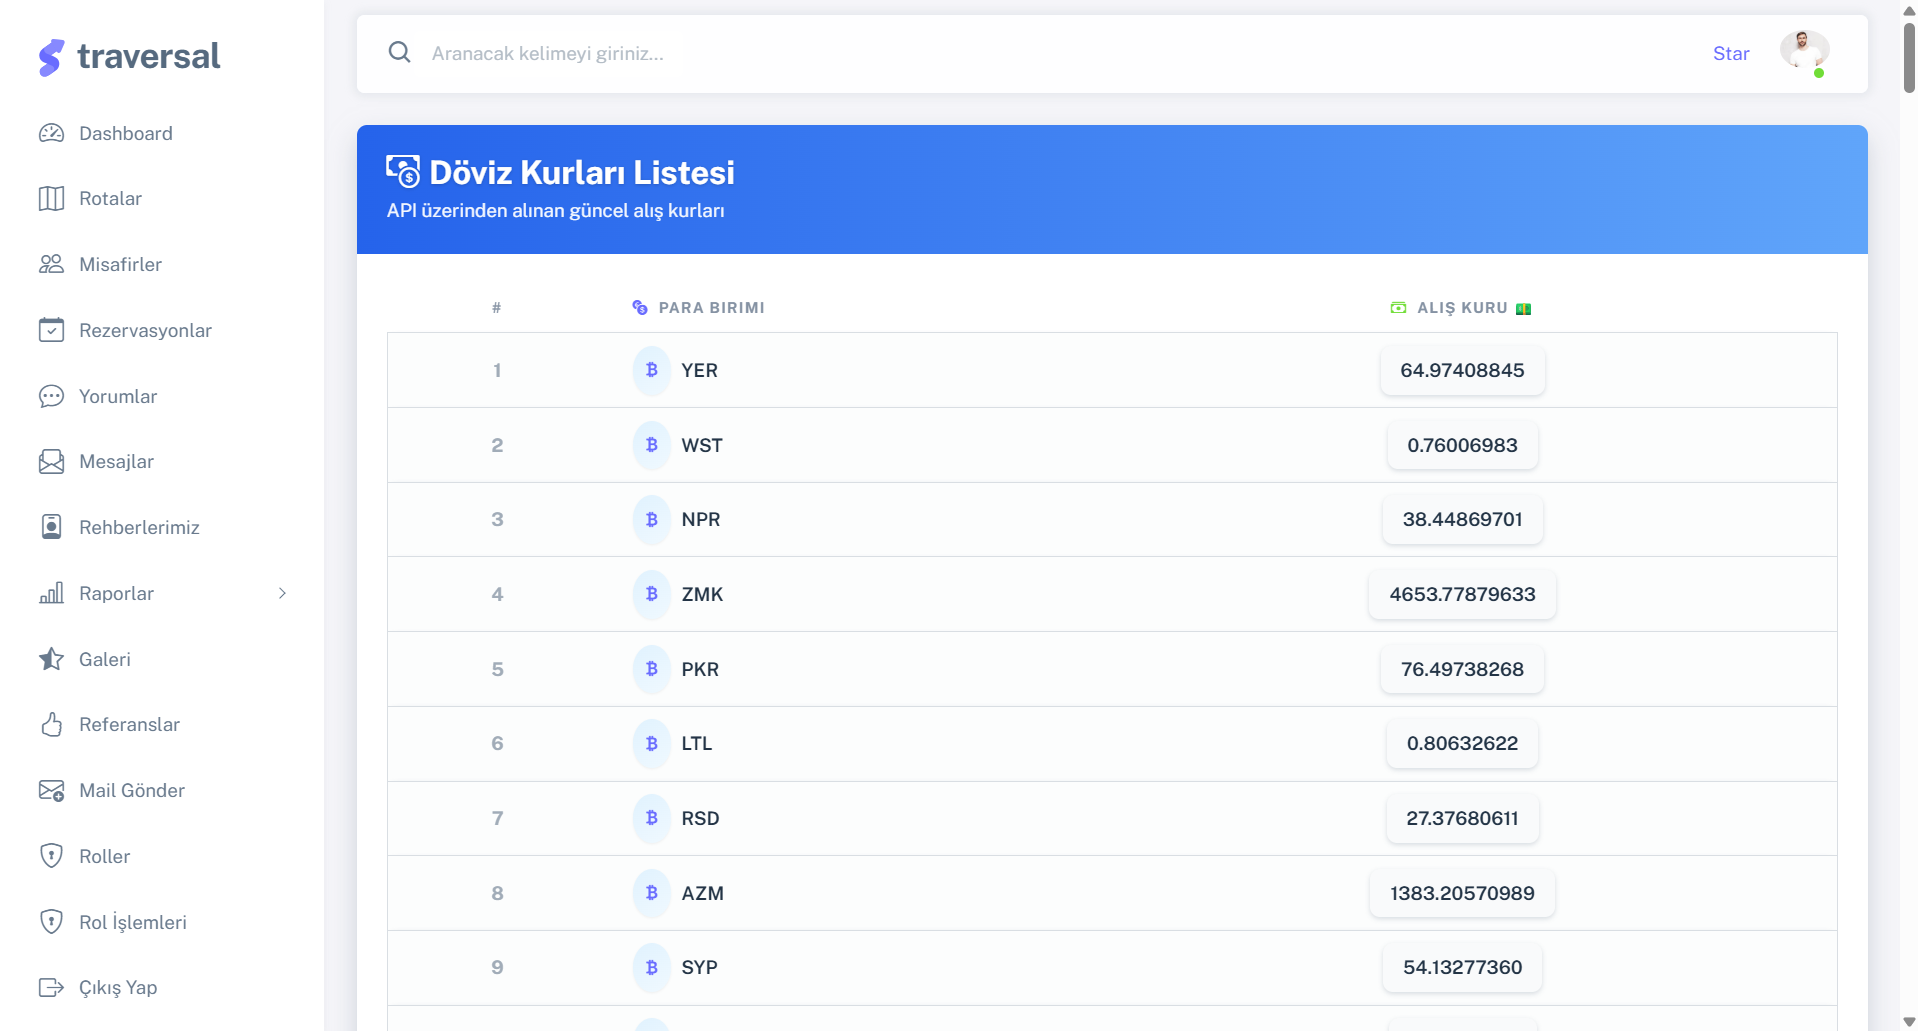 traversal
Dashboard
Rotalar
Misafirler
Rezervasyonlar
Yorumlar
Mesajlar
Rehberlerimiz
Raporlar
Galeri
Referanslar
Mail Gönder
Roller
Rol İşlemleri
Çıkış Yap
Aranacak kelimeyi giriniz...
Star
Döviz Kurları Listesi
API üzerinden alınan güncel alış kurları
# PARA BIRIMI ALIŞ KURU
1 YER 64.97408845
2 WST 0.76006983
3 NPR 38.44869701
4 ZMK 4653.77879633
5 PKR 76.49738268
6 LTL 0.80632622
7 RSD 27.37680611
8 AZM 1383.20570989
9 SYP 54.13277360